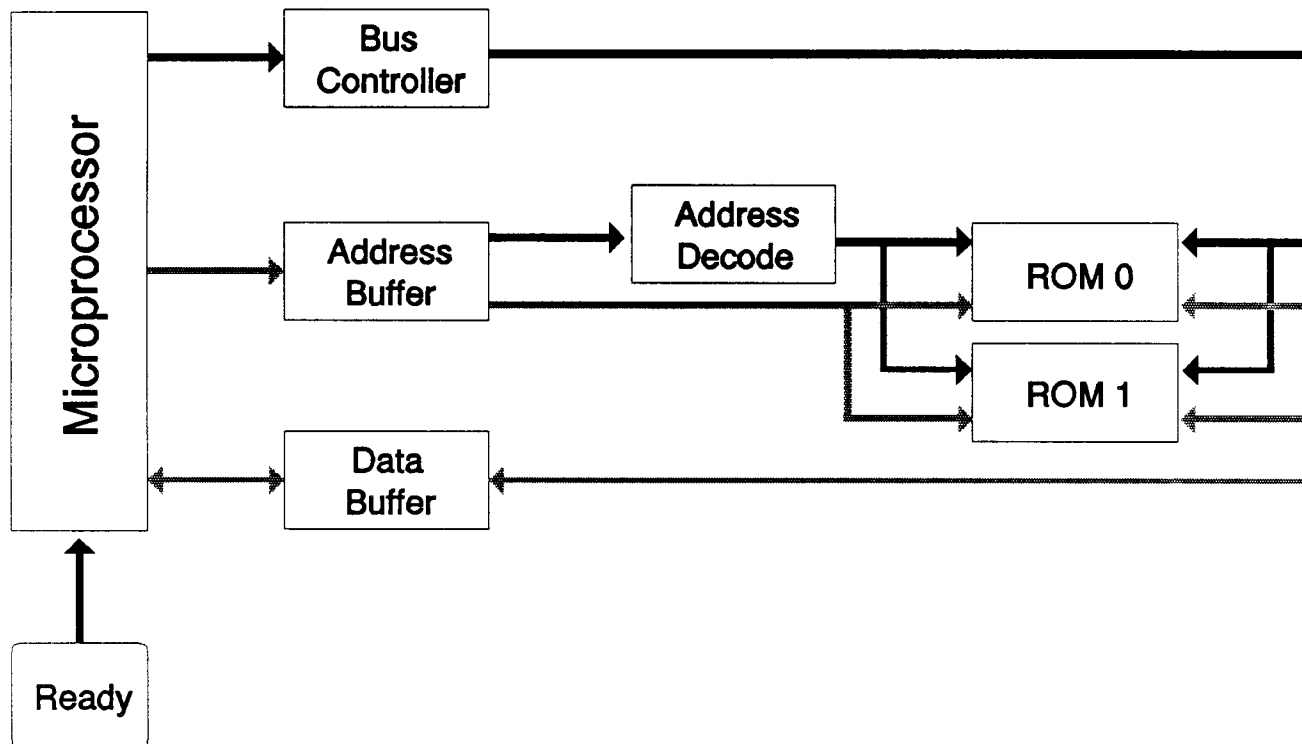 Microprocessor
Bus
Controller
Address
Buffer
Address
Decode
ROM 0
ROM 1
Data
Buffer
Ready